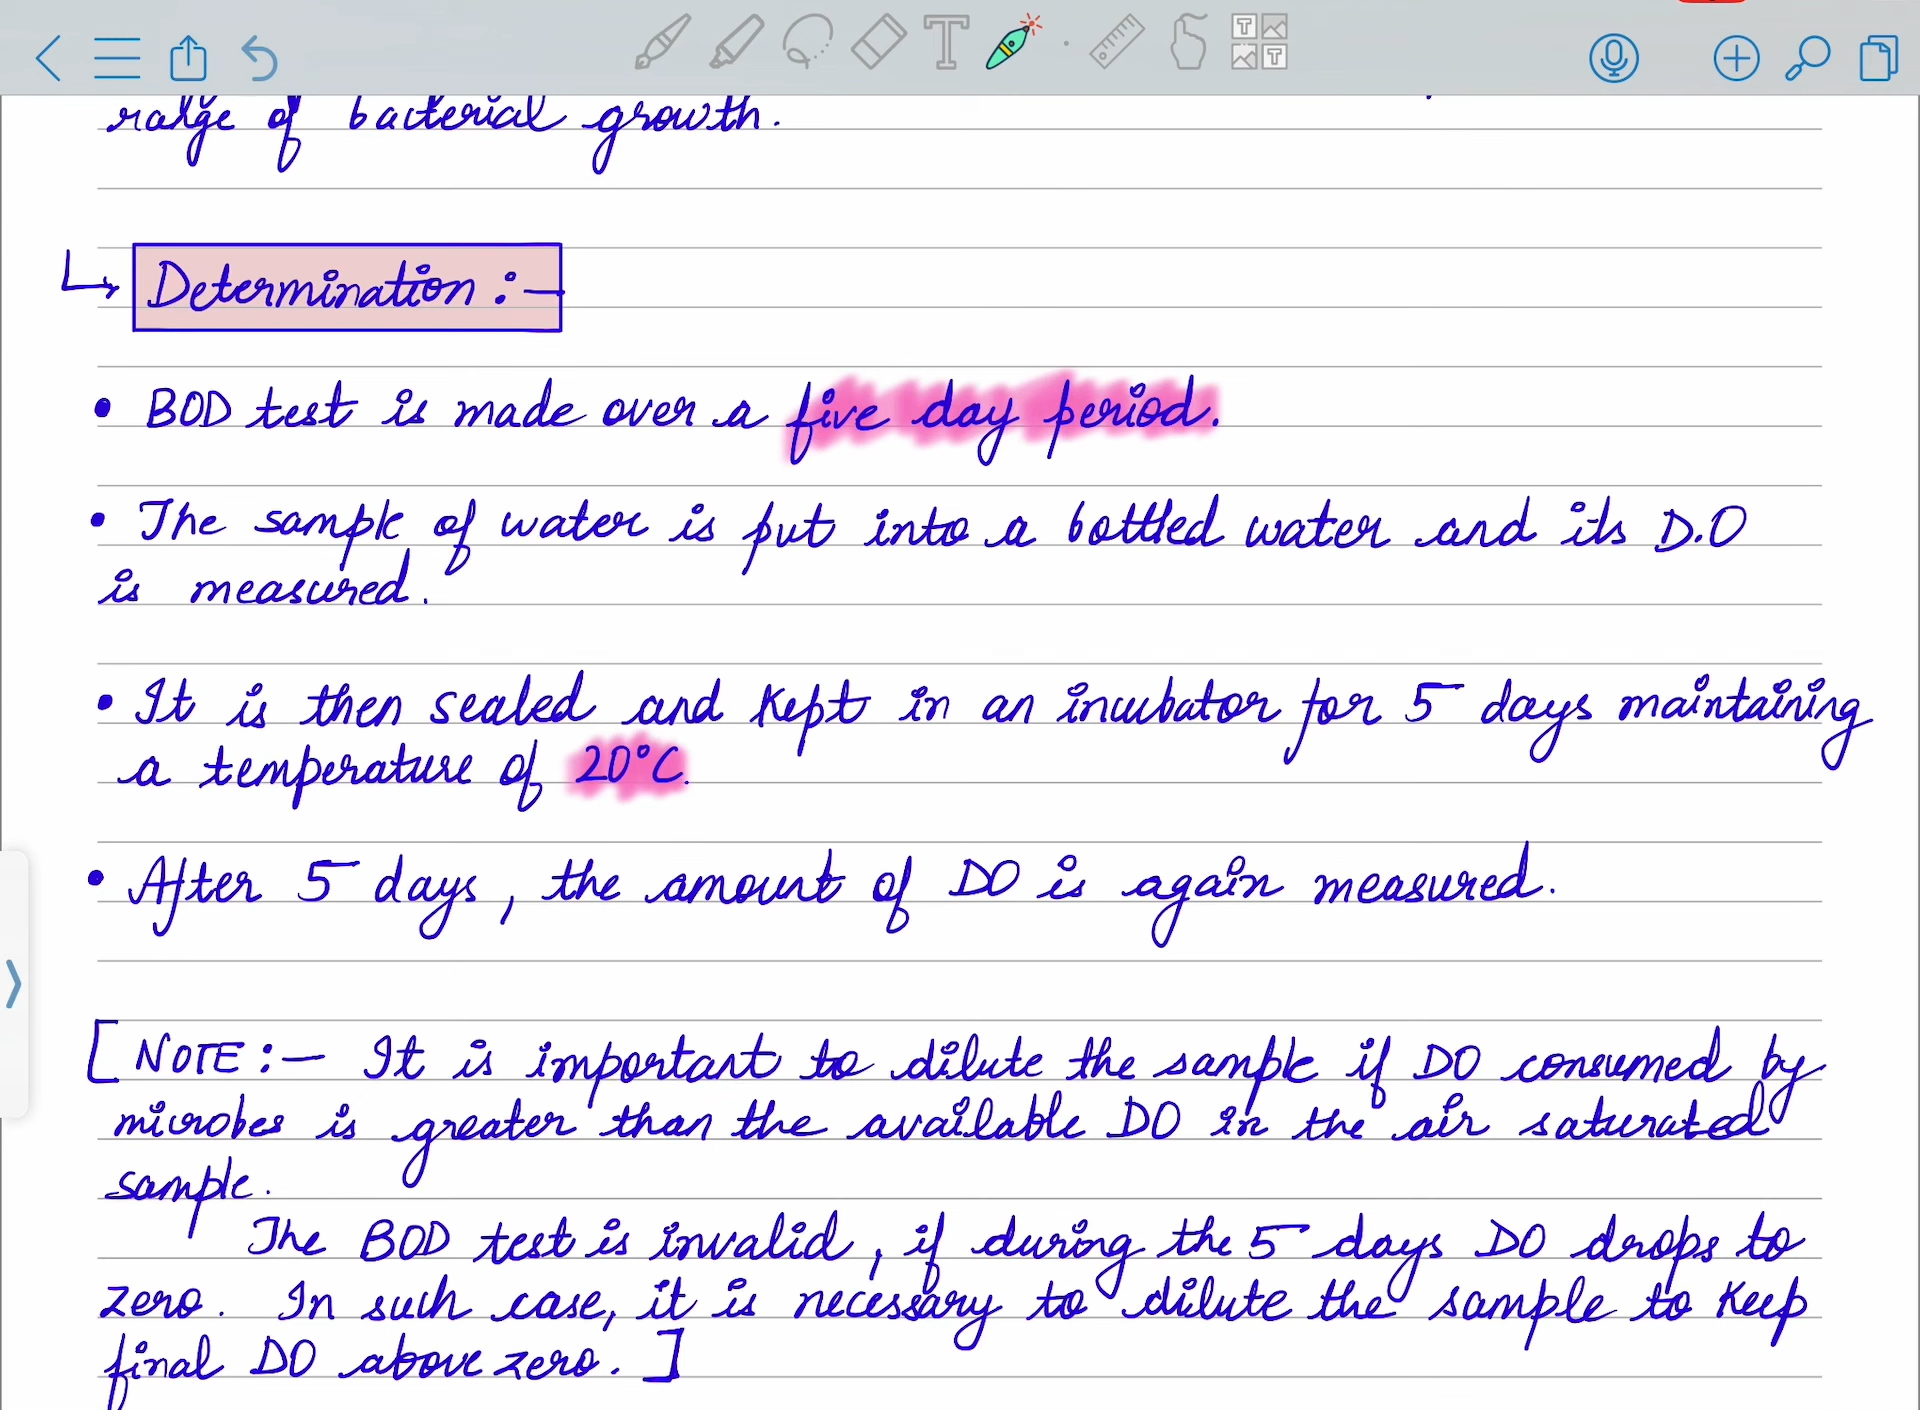 range of bacterial growth.
↳ Determination :-
• BOD test is made over a five day period.
• The sample of water is put into a bottled water and its D.O
is measured.
• It is then sealed and kept in an incubator for 5 days maintaining
a temperature of 20°C.
• After 5 days, the amount of DO is again measured.
[NOTE:- It is important to dilute the sample if DO consumed by
microbes is greater than the available DO in the air saturated
sample.
The BOD test is invalid, if during the 5 days DO drops to
zero. In such case, it is necessary to dilute the sample to keep
final DO above zero.]